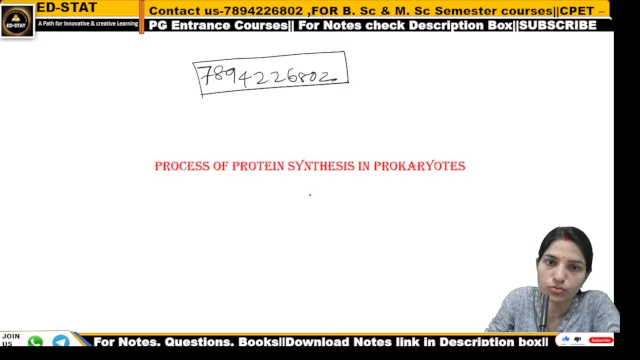 ED-STAT
A Path for Innovative & creative Learning
Contact us-7894226802 ,FOR B. Sc & M. Sc Semester courses||CPET –
PG Entrance Courses|| For Notes check Description Box||SUBSCRIBE
7894226802
PROCESS OF PROTEIN SYNTHESIS IN PROKARYOTES
JOIN US
For Notes. Questions. Books||Download Notes link in Description box||